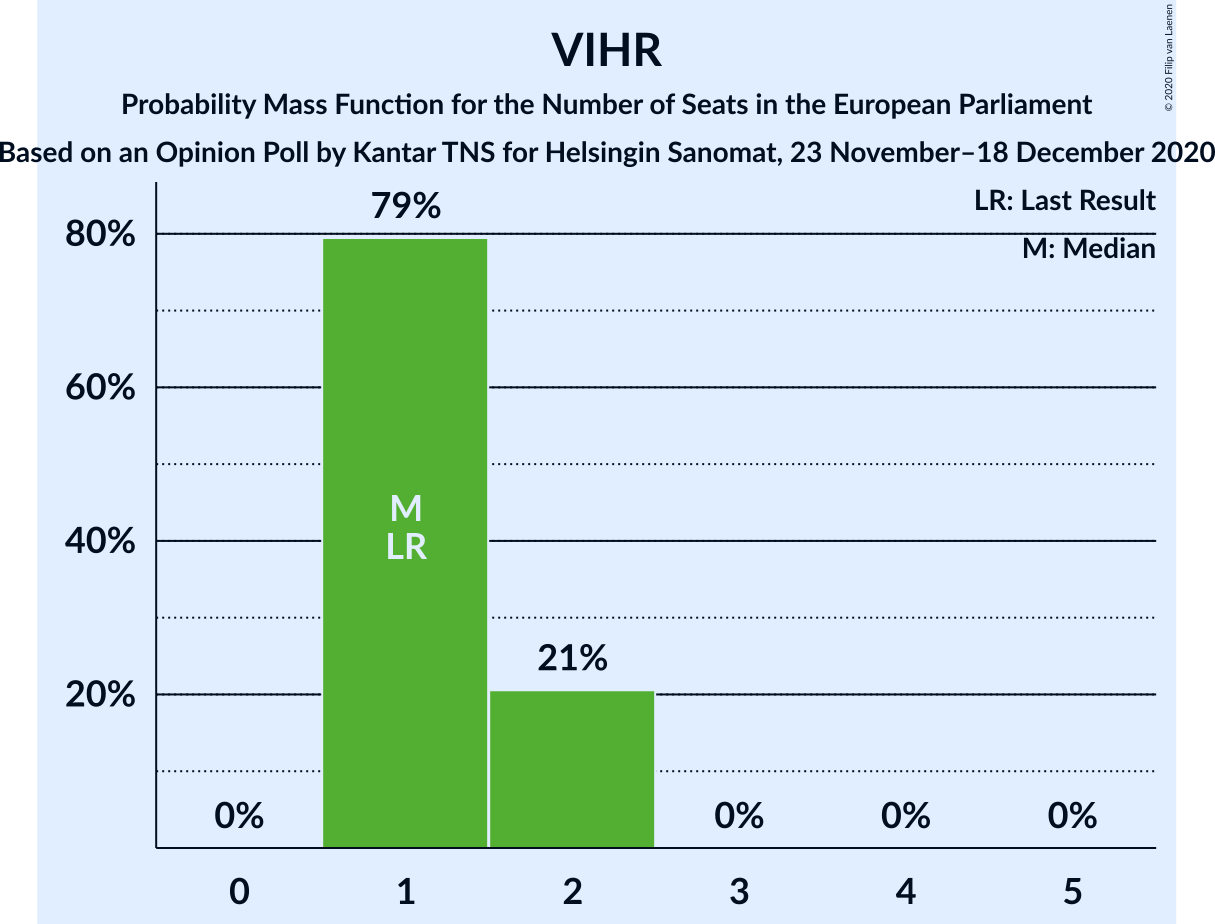 VIHR
Probability Mass Function for the Number of Seats in the European Parliament
Based on an Opinion Poll by Kantar TNS for Helsingin Sanomat, 23 November–18 December 2020
© 2020 Filip van Laenen
LR: Last Result
M: Median
79%
80%
60%
M
LR
40%
21%
20%
0%
0%
0%
0%
0
1
2
3
4
5